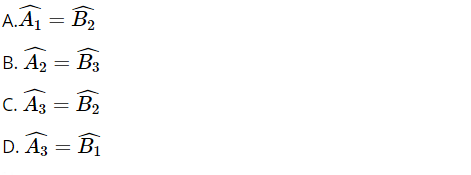 A. $\widehat{A_1} = \widehat{B_2}$
B. $\widehat{A_2} = \widehat{B_3}$
C. $\widehat{A_3} = \widehat{B_2}$
D. $\widehat{A_3} = \widehat{B_1}$